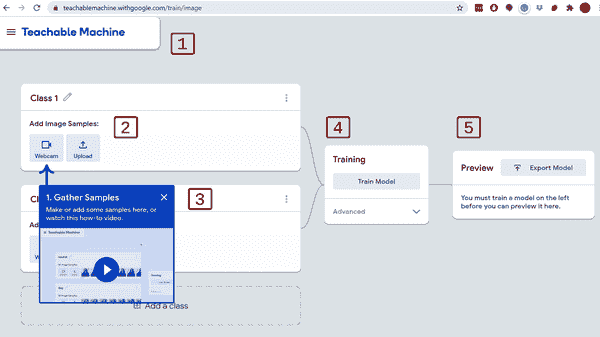 teachablemachine.withgoogle.com/train/image
Teachable Machine
1
Class 1
Add Image Samples:
2
Webcam
Upload
4
Training
Train Model
Advanced
5
Preview
Export Model
You must train a model on the left
before you can preview it here.
3
1. Gather Samples
Make or add some samples here, or
watch this how-to video.
Teachable Machine
Add a class